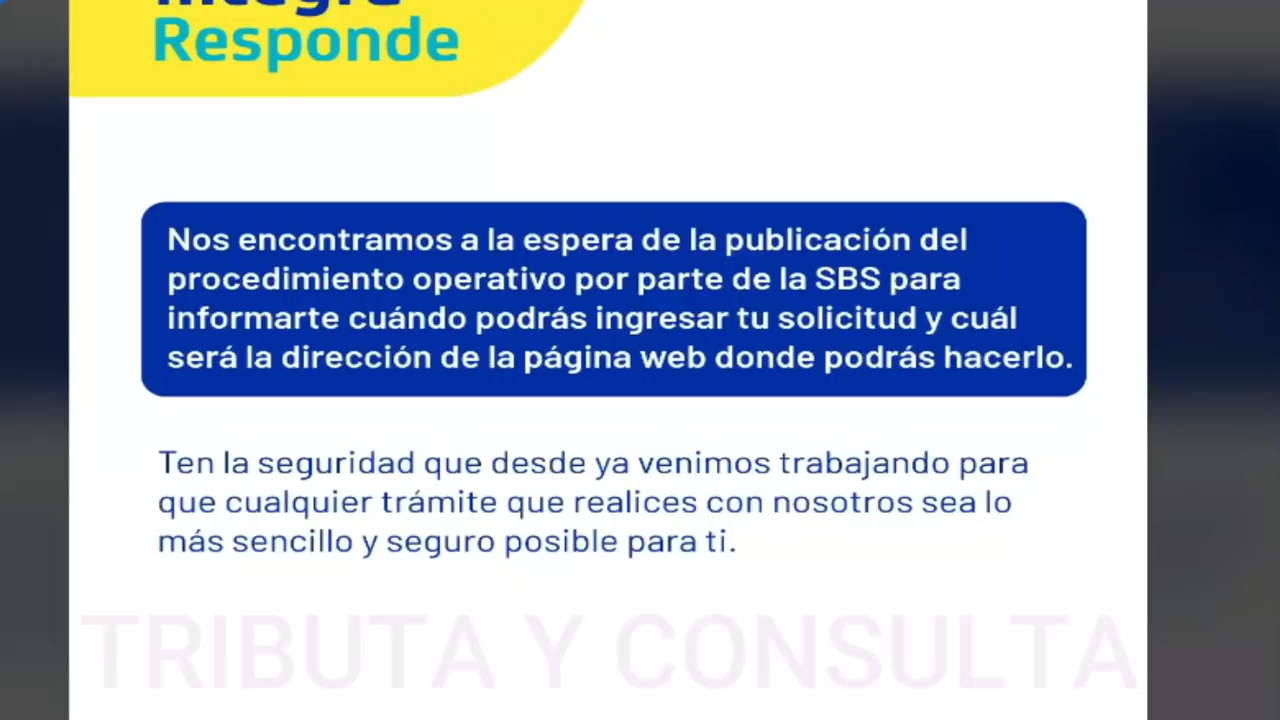 Integra
Responde
Nos encontramos a la espera de la publicación del
procedimiento operativo por parte de la SBS para
informarte cuándo podrás ingresar tu solicitud y cuál
será la dirección de la página web donde podrás hacerlo.
Ten la seguridad que desde ya venimos trabajando para
que cualquier trámite que realices con nosotros sea lo
más sencillo y seguro posible para ti.
TRIBUTA Y CONSULTA